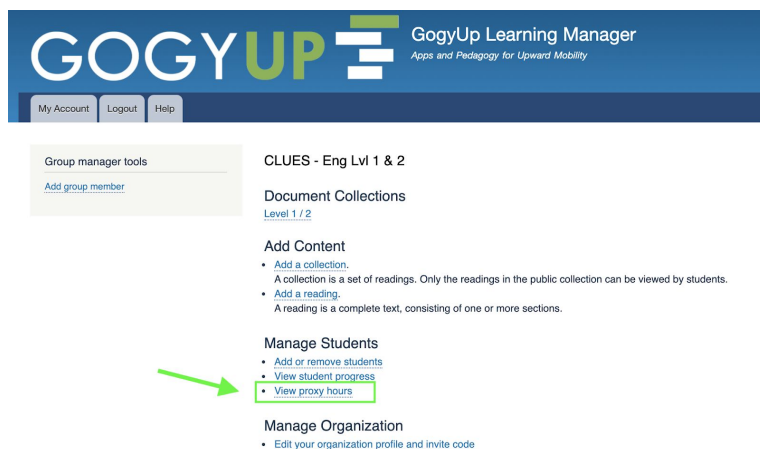 GOGYUP
GogyUp Learning Manager
Apps and Pedagogy for Upward Mobility
My Account
Logout
Help
Group manager tools
Add group member
CLUES - Eng Lvl 1 & 2
Document Collections
Level 1 / 2
Add Content
• Add a collection.
A collection is a set of readings. Only the readings in the public collection can be viewed by students.
• Add a reading.
A reading is a complete text, consisting of one or more sections.
Manage Students
• Add or remove students
• View student progress
• View proxy hours
Manage Organization
• Edit your organization profile and invite code